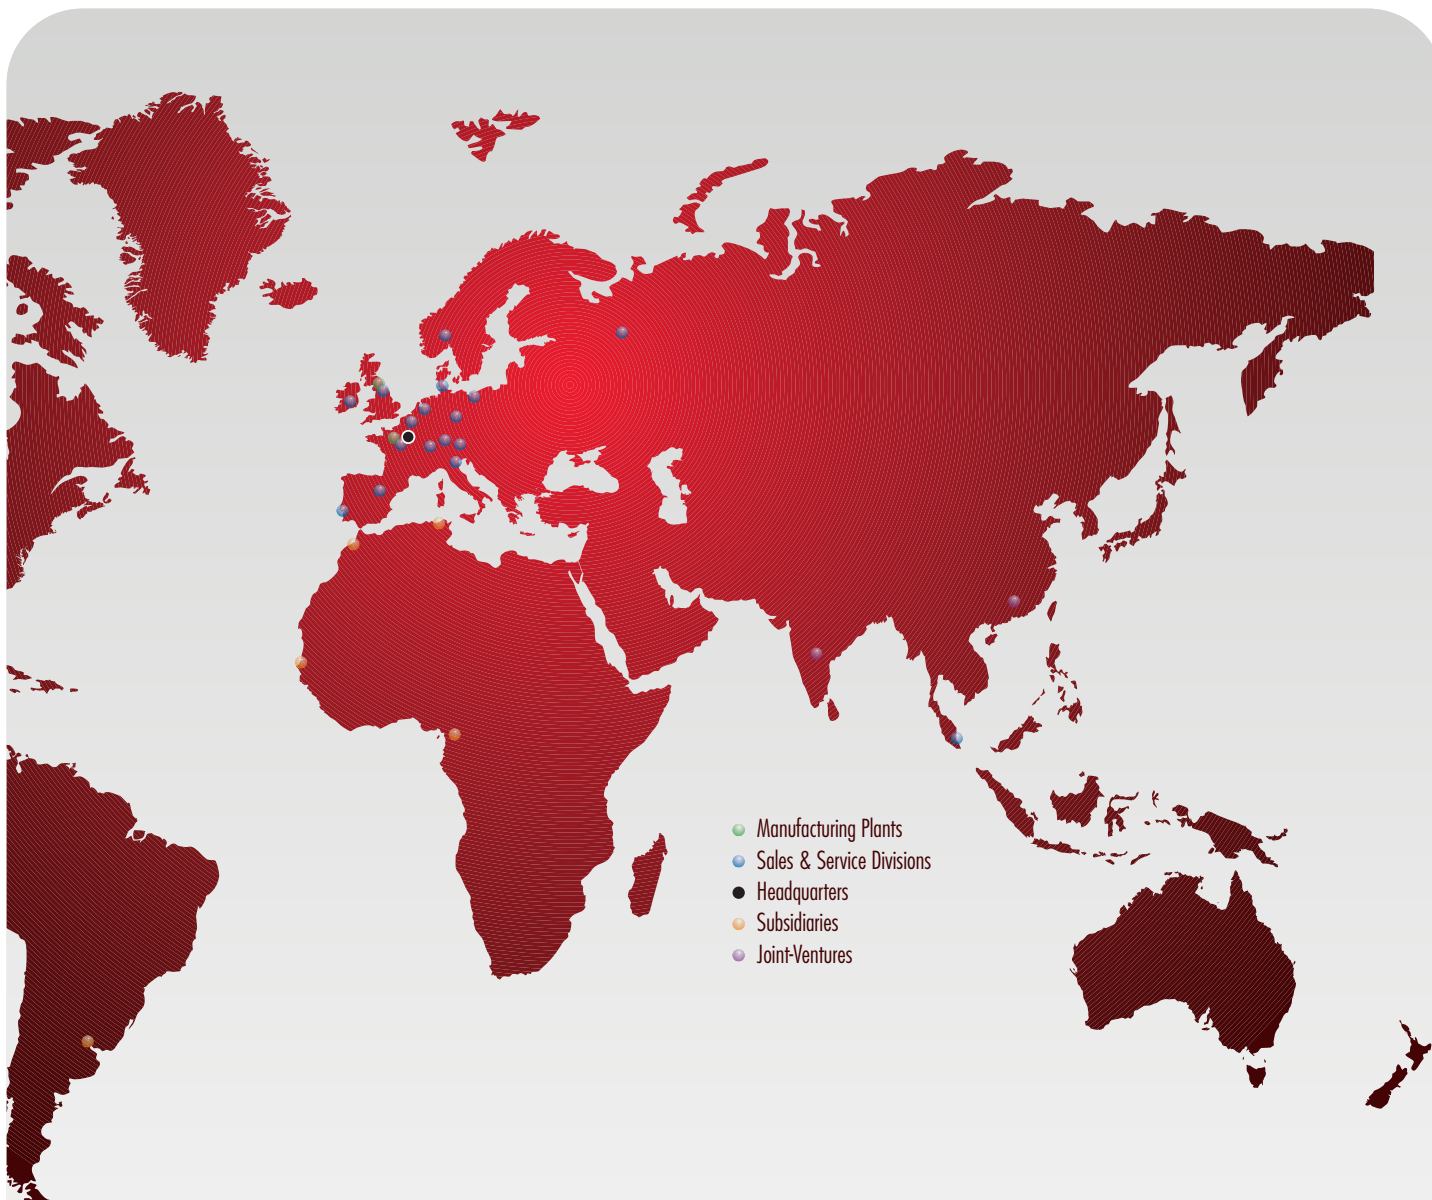 Manufacturing Plants
Sales & Service Divisions
Headquarters
Subsidiaries
Joint-Ventures